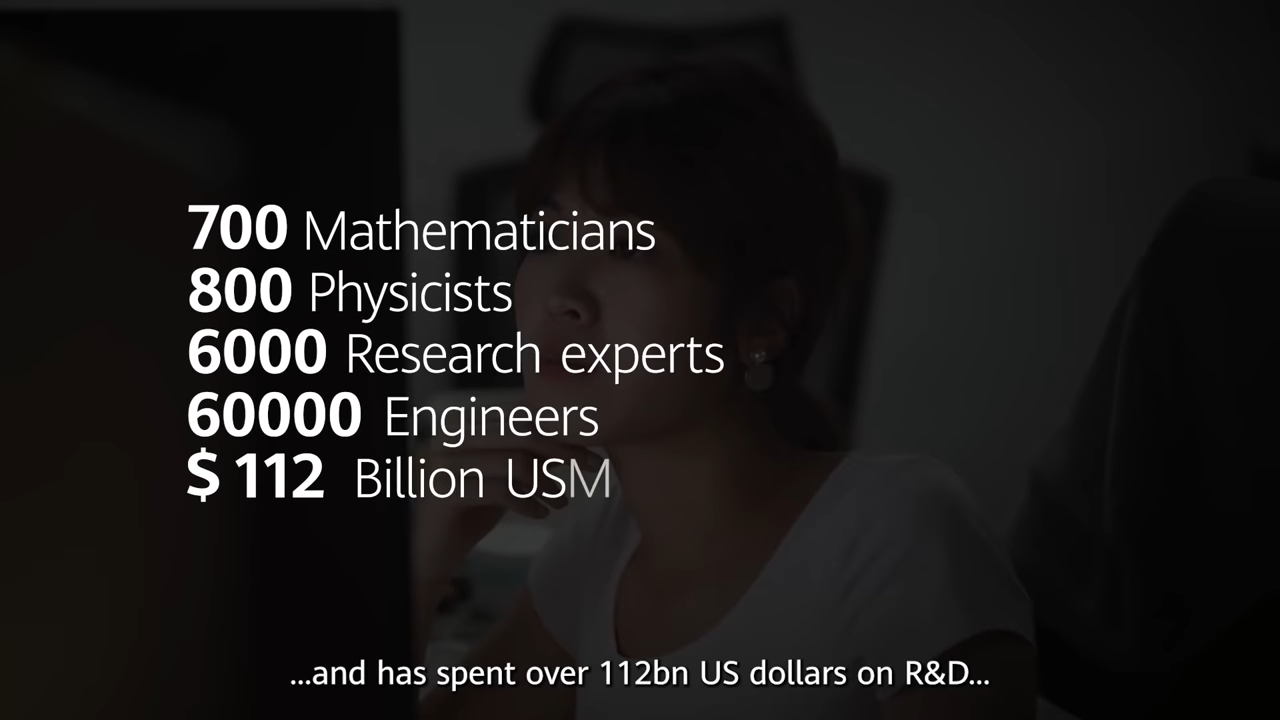 700 Mathematicians
800 Physicists
6000 Research experts
60000 Engineers
$ 112 Billion USM
...and has spent over 112bn US dollars on R&D...